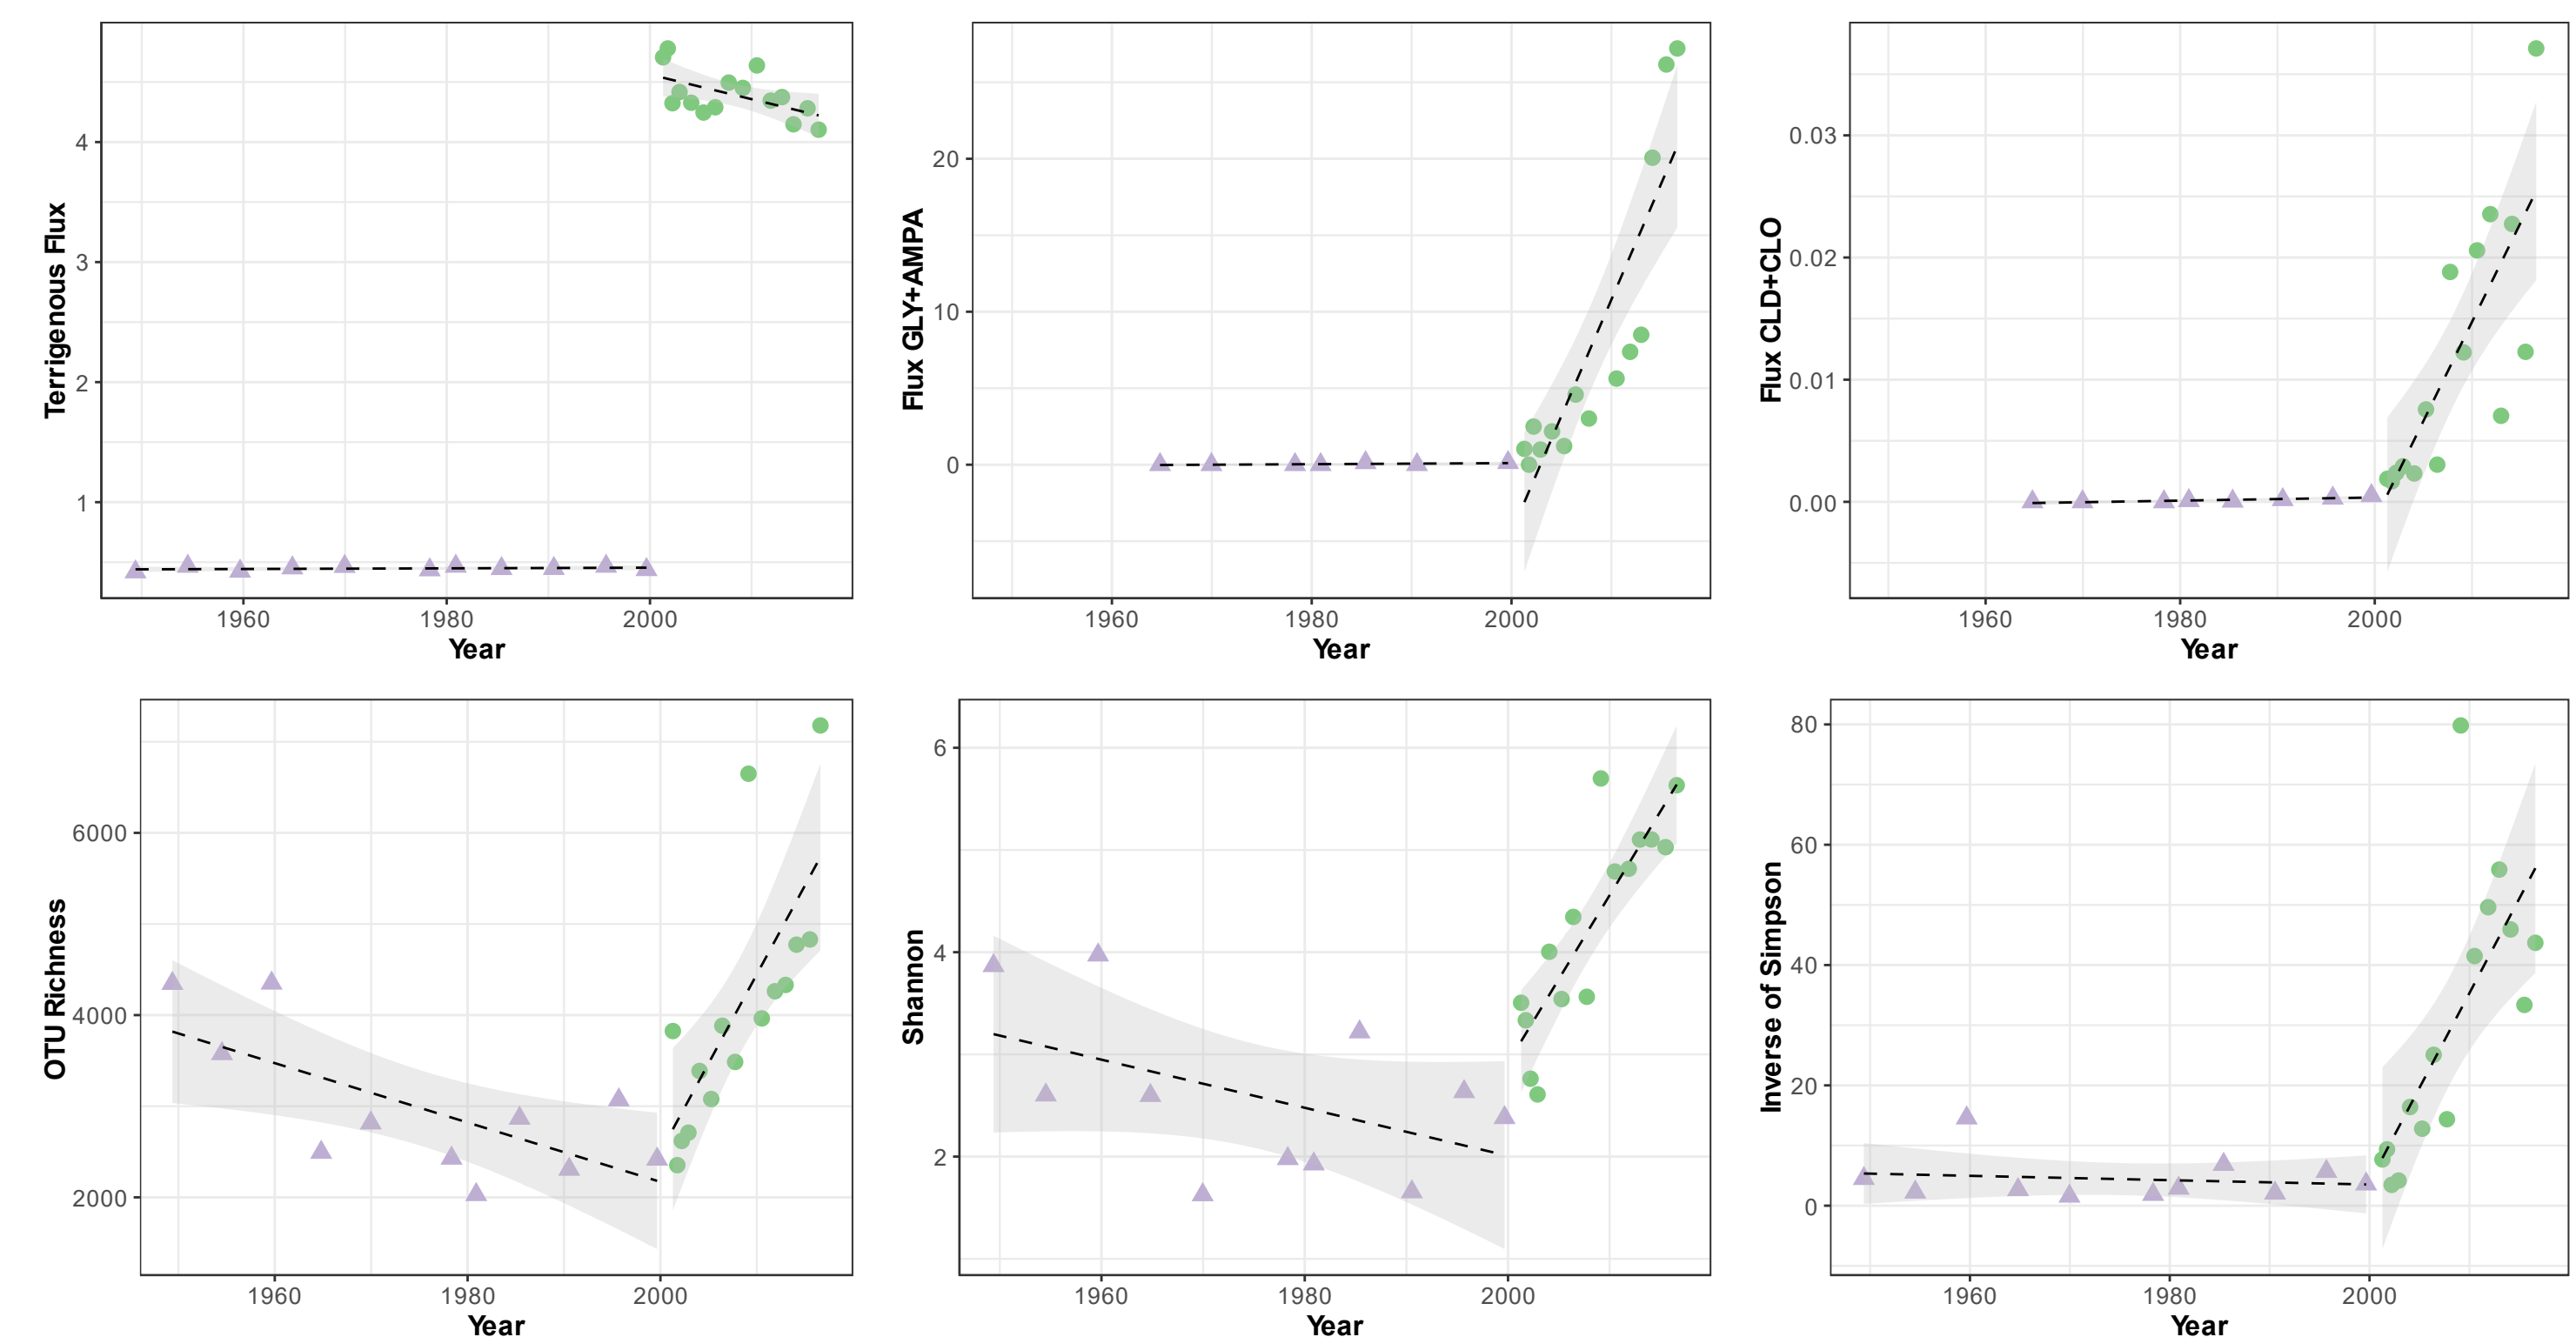 Terrigenous Flux
4
3
2
1
1960 1980 2000
Year
Flux GLY+AMPA
20
10
0
1960 1980 2000
Year
Flux CLD+CLO
0.03
0.02
0.01
0.00
1960 1980 2000
Year
OTU Richness
6000
4000
2000
1960 1980 2000
Year
Shannon
6
4
2
1960 1980 2000
Year
Inverse of Simpson
80
60
40
20
0
1960 1980 2000
Year